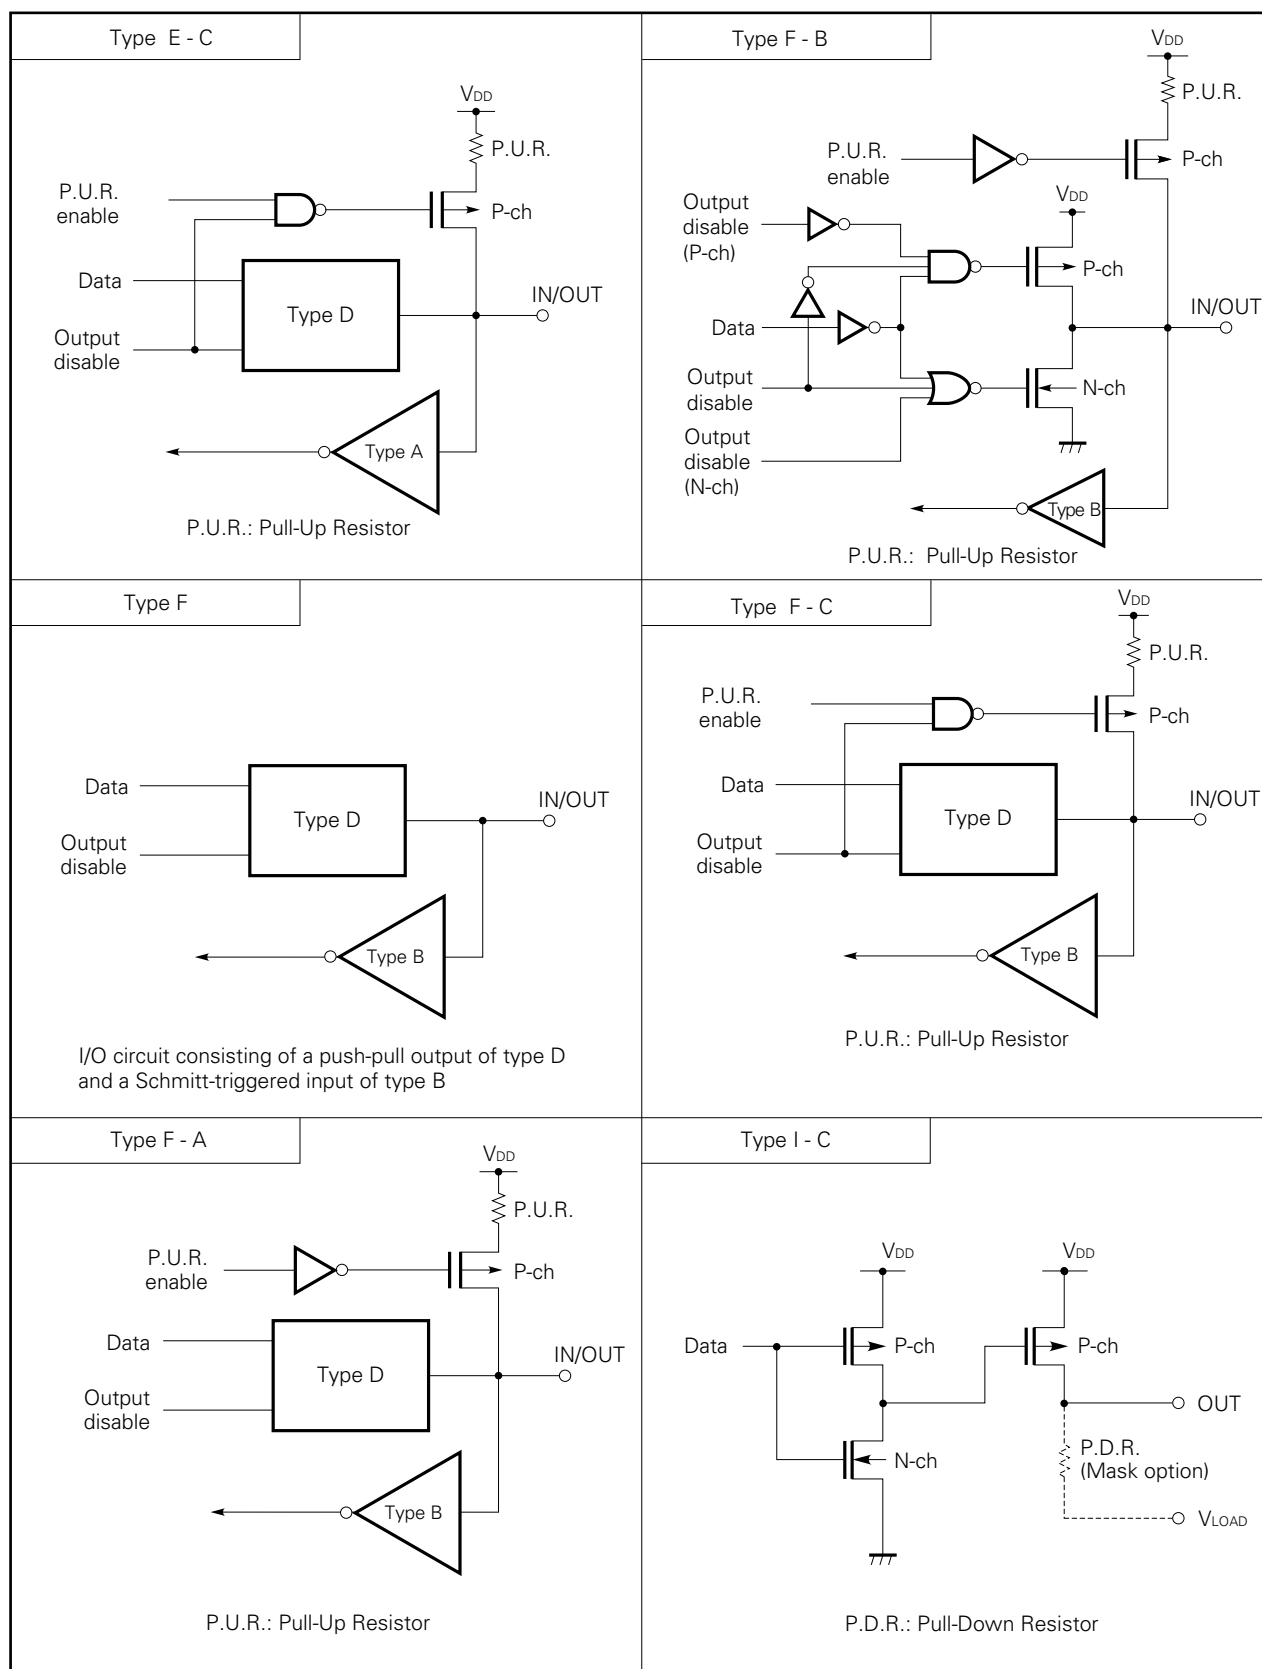 Type E - C
VDD
P.U.R.
P.U.R.
enable
P-ch
Data
Type D
IN/OUT
Output
disable
Type A
P.U.R.: Pull-Up Resistor
Type F - B
VDD
P.U.R.
P.U.R.
enable
P-ch
Output
disable
(P-ch)
VDD
P-ch
IN/OUT
Data
Output
disable
N-ch
Output
disable
(N-ch)
Type B
P.U.R.: Pull-Up Resistor
Type F
Data
Type D
IN/OUT
Output
disable
Type B
I/O circuit consisting of a push-pull output of type D
and a Schmitt-triggered input of type B
Type F - C
VDD
P.U.R.
P.U.R.
enable
P-ch
Data
Type D
IN/OUT
Output
disable
Type B
P.U.R.: Pull-Up Resistor
Type F - A
VDD
P.U.R.
P.U.R.
enable
P-ch
Data
Type D
IN/OUT
Output
disable
Type B
P.U.R.: Pull-Up Resistor
Type I - C
VDD
VDD
Data
P-ch
P-ch
OUT
N-ch
P.D.R.
(Mask option)
VLOAD
P.D.R.: Pull-Down Resistor